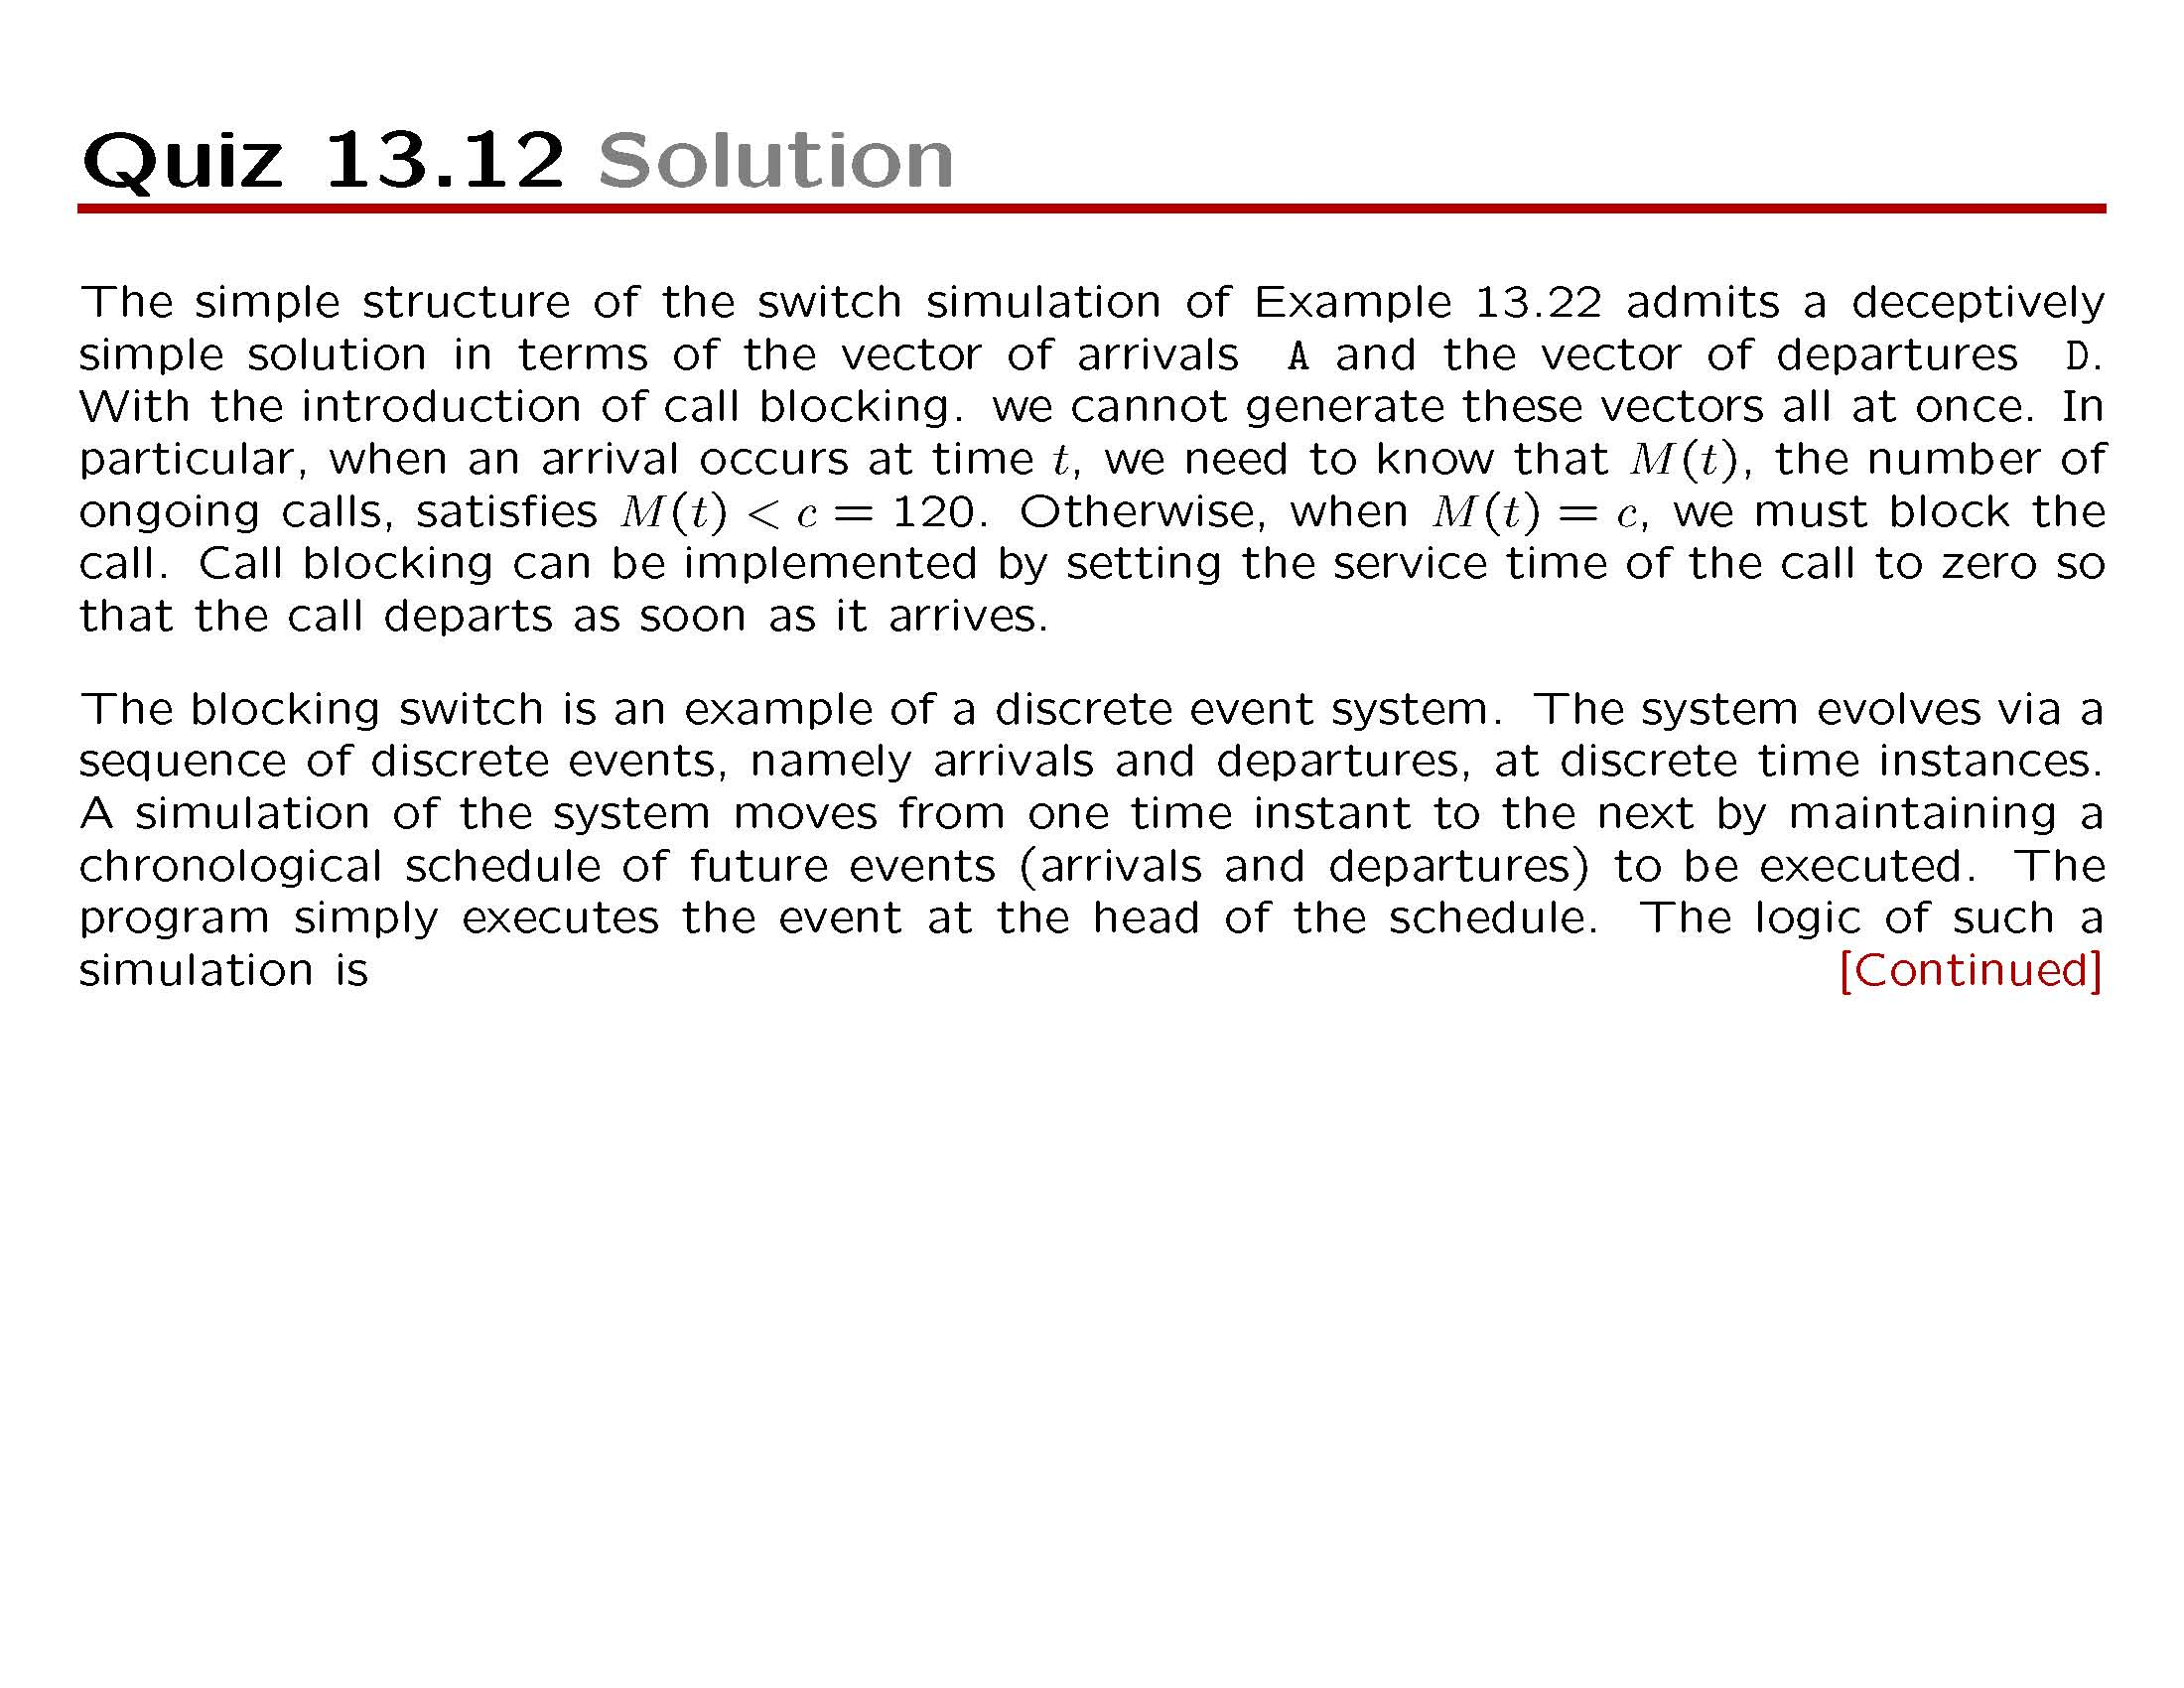 Quiz 13.12 Solution
The simple structure of the switch simulation of Example 13.22 admits a deceptively
simple solution in terms of the vector of arrivals A and the vector of departures D.
With the introduction of call blocking. we cannot generate these vectors all at once. In
particular, when an arrival occurs at time t, we need to know that M(t), the number of
ongoing calls, satisfies M(t) < c = 120. Otherwise, when M(t) = c, we must block the
call. Call blocking can be implemented by setting the service time of the call to zero so
that the call departs as soon as it arrives.
The blocking switch is an example of a discrete event system. The system evolves via a
sequence of discrete events, namely arrivals and departures, at discrete time instances.
A simulation of the system moves from one time instant to the next by maintaining a
chronological schedule of future events (arrivals and departures) to be executed. The
program simply executes the event at the head of the schedule. The logic of such a
simulation is [Continued]